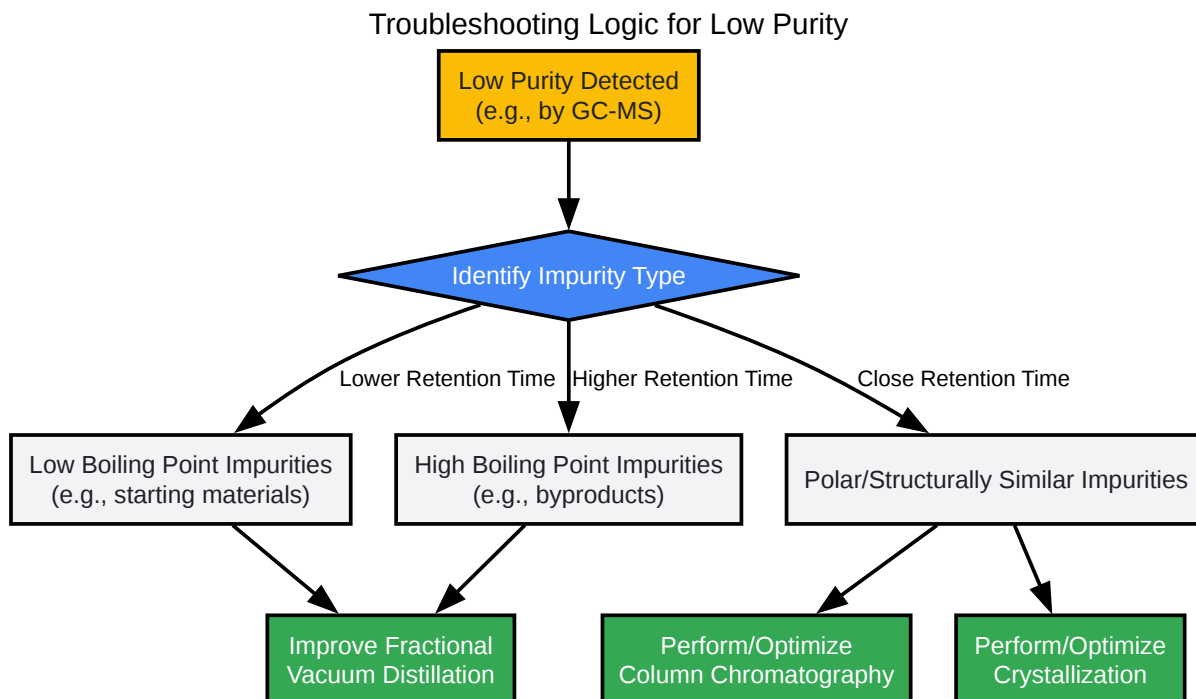 Troubleshooting Logic for Low Purity
Low Purity Detected
(e.g., by GC-MS)
Identify Impurity Type
Lower Retention Time
Higher Retention Time
Close Retention Time
Low Boiling Point Impurities
(e.g., starting materials)
High Boiling Point Impurities
(e.g., byproducts)
Polar/Structurally Similar Impurities
Improve Fractional
Vacuum Distillation
Perform/Optimize
Column Chromatography
Perform/Optimize
Crystallization